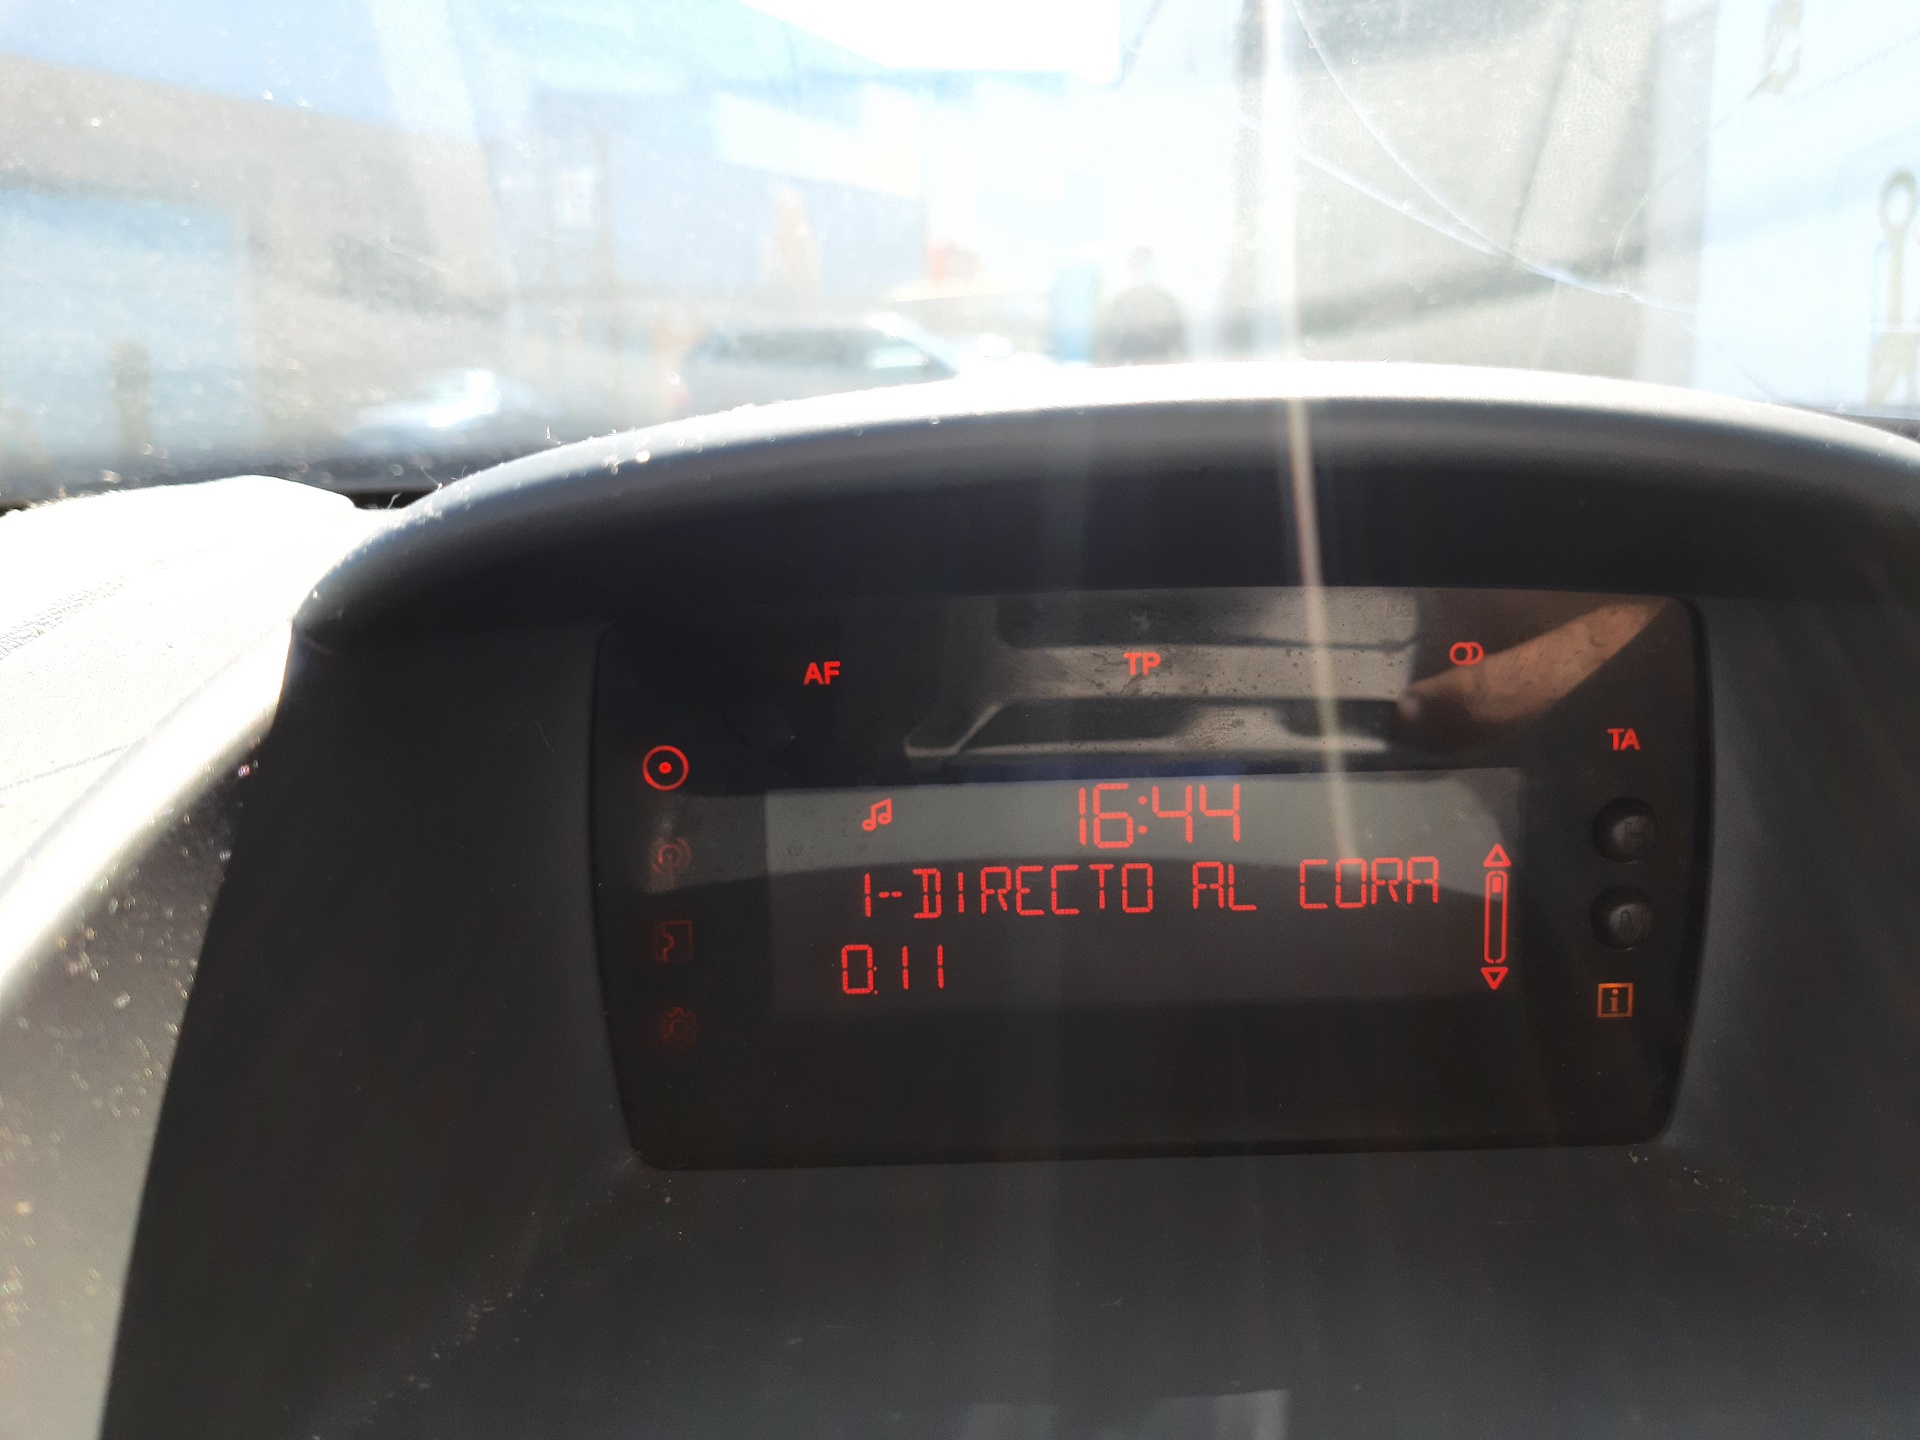 AF TP
TA
16:44
1-DIRECTO AL CORA
0:11
i